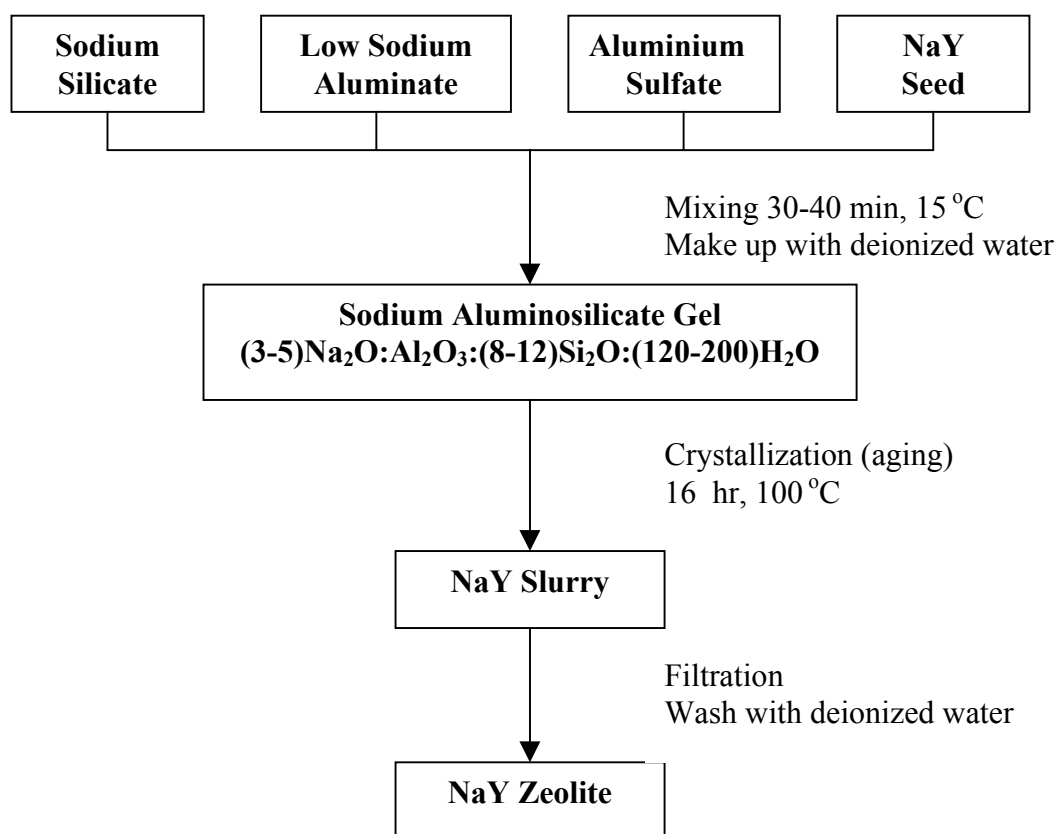 Sodium
Silicate
Low Sodium
Aluminate
Aluminium
Sulfate
NaY
Seed
Mixing 30-40 min, 15 °C
Make up with deionized water
Sodium Aluminosilicate Gel
(3-5)Na₂O:Al₂O₃:(8-12)Si₂O:(120-200)H₂O
Crystallization (aging)
16 hr, 100 °C
NaY Slurry
Filtration
Wash with deionized water
NaY Zeolite